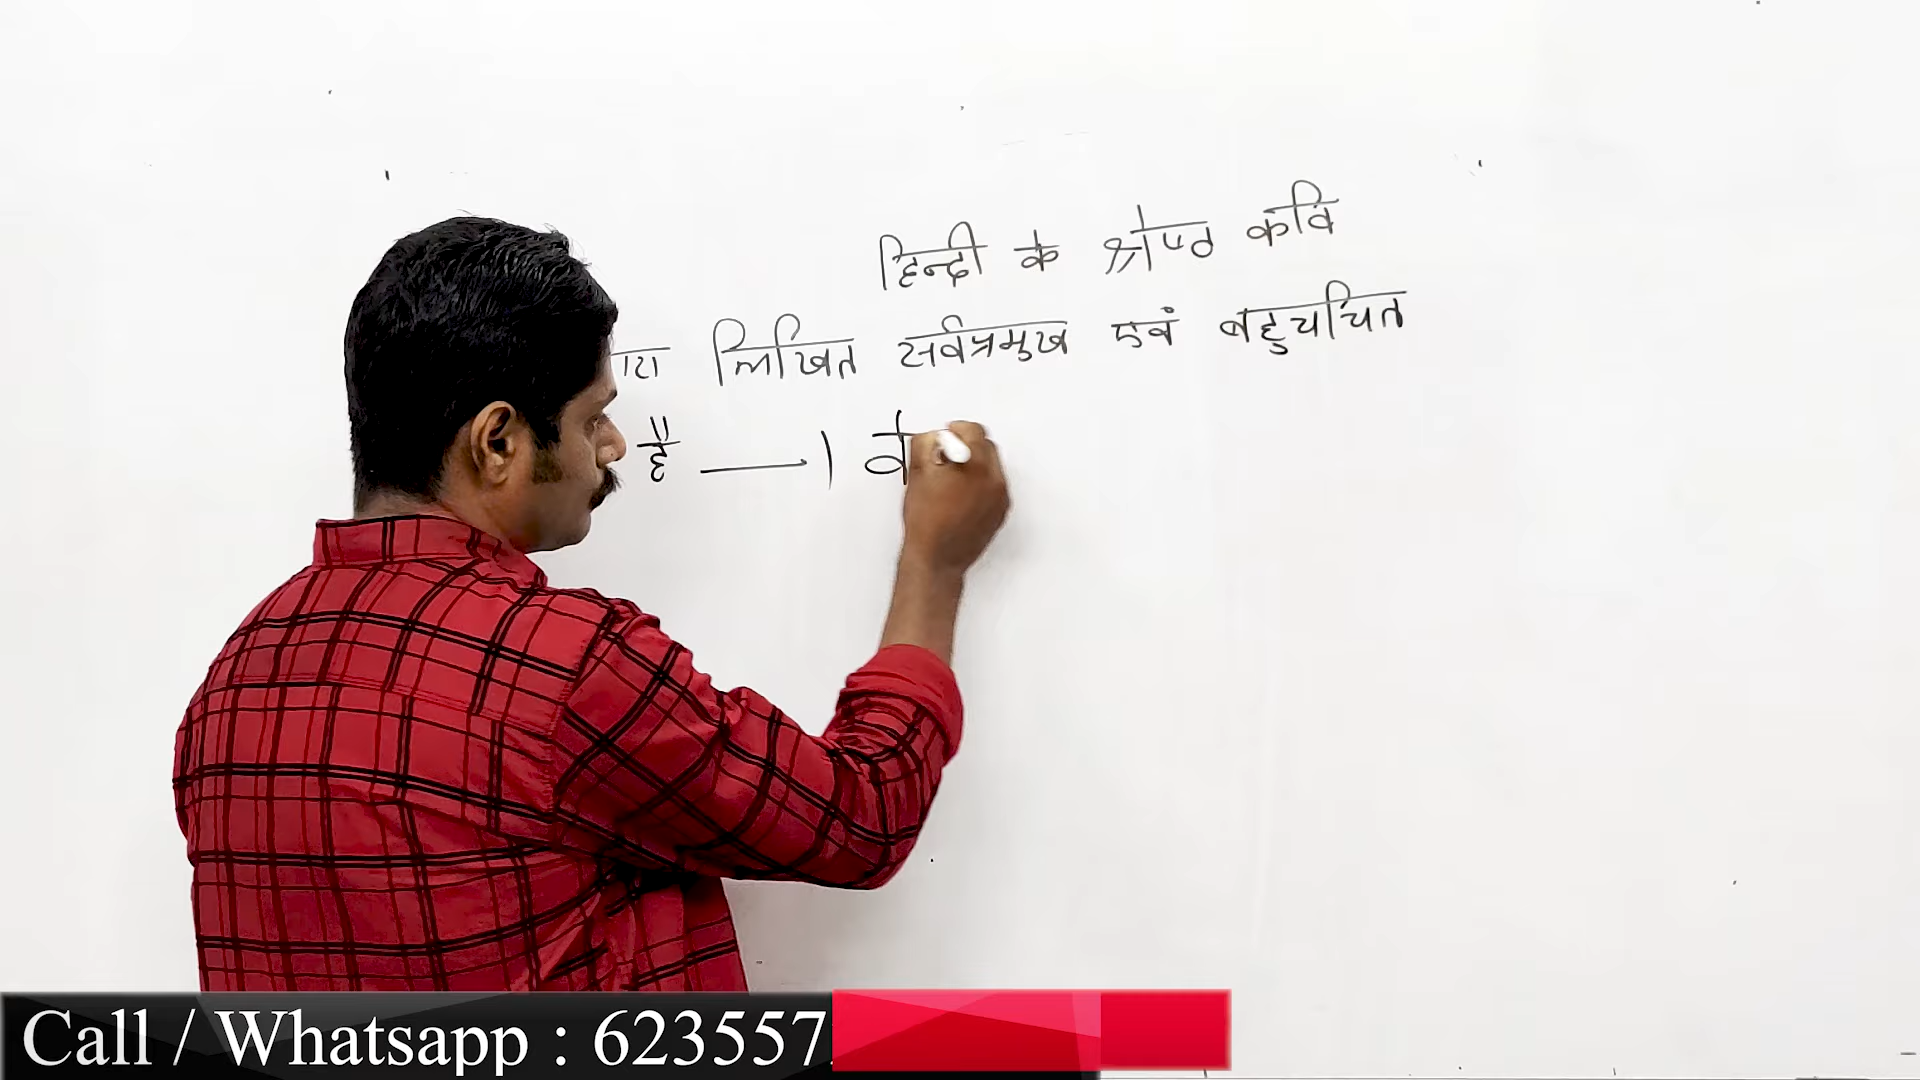 हिन्दी के श्रेष्ठ कवि
लिखित सर्वप्रमुख एवं बहुचर्चित
है —— । वे
Call / Whatsapp : 623557